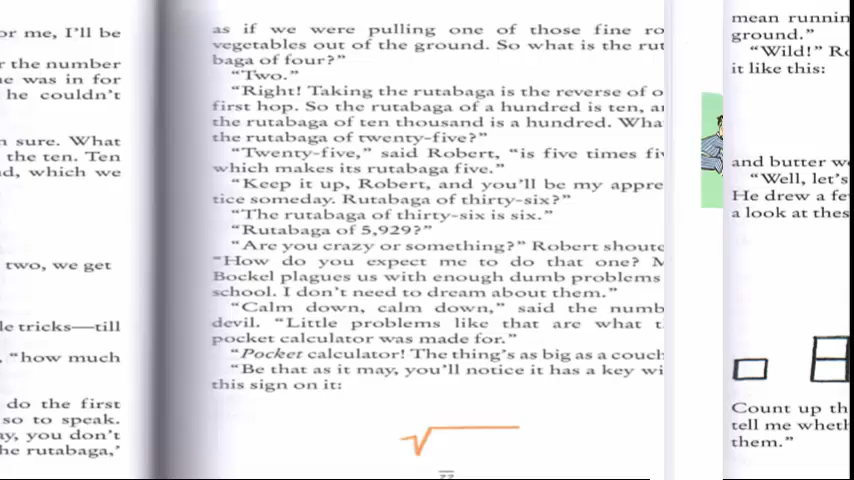 or me, I'll be
r the number
he was in for
he couldn't
n sure. What
the ten. Ten
nd, which we
two, we get
le tricks—till
, "how much
do the first
so to speak.
ay, you don't
he rutabaga,'
as if we were pulling one of those fine ro
vegetables out of the ground. So what is the rut
baga of four?"
"Two."
"Right! Taking the rutabaga is the reverse of o
first hop. So the rutabaga of a hundred is ten, a
the rutabaga of ten thousand is a hundred. Wha
the rutabaga of twenty-five?"
"Twenty-five," said Robert, "is five times fi
which makes its rutabaga five."
"Keep it up, Robert, and you'll be my appre
tice someday. Rutabaga of thirty-six?"
"The rutabaga of thirty-six is six."
"Rutabaga of 5,929?"
"Are you crazy or something?" Robert shoute
"How do you expect me to do that one? M
Bockel plagues us with enough dumb problems
school. I don't need to dream about them."
"Calm down, calm down," said the numb
devil. "Little problems like that are what t
pocket calculator was made for."
"Pocket calculator! The thing's as big as a couch
"Be that as it may, you'll notice it has a key wi
this sign on it:
√
77
mean runnin
ground."
"Wild!" Ro
it like this:
and butter w
"Well, let's
He drew a fe
a look at thes
Count up th
tell me wheth
them."